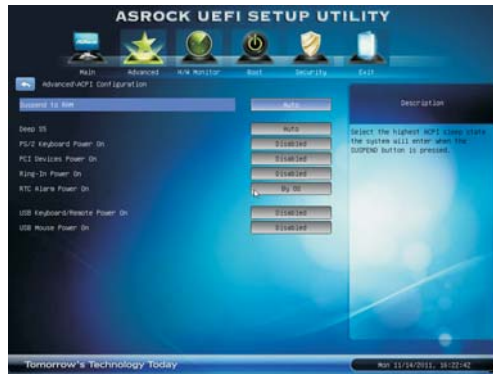 ASROCK UEFI SETUP UTILITY
Main Advanced H/W Monitor Boot Security Exit
Advanced\ACPI Configuration
Description
Suspend to RAM Auto
Deep S5 Auto
PS/2 Keyboard Power On Disabled
PCI Devices Power On Disabled
Ring-In Power On Disabled
RTC Alarm Power On By OS
USB Keyboard/Remote Power On Disabled
USB Mouse Power On Disabled
Select the highest ACPI sleep state
the system will enter when the
SUSPEND button is pressed.
Tomorrow's Technology Today
Mon 11/14/2011, 16:22:42